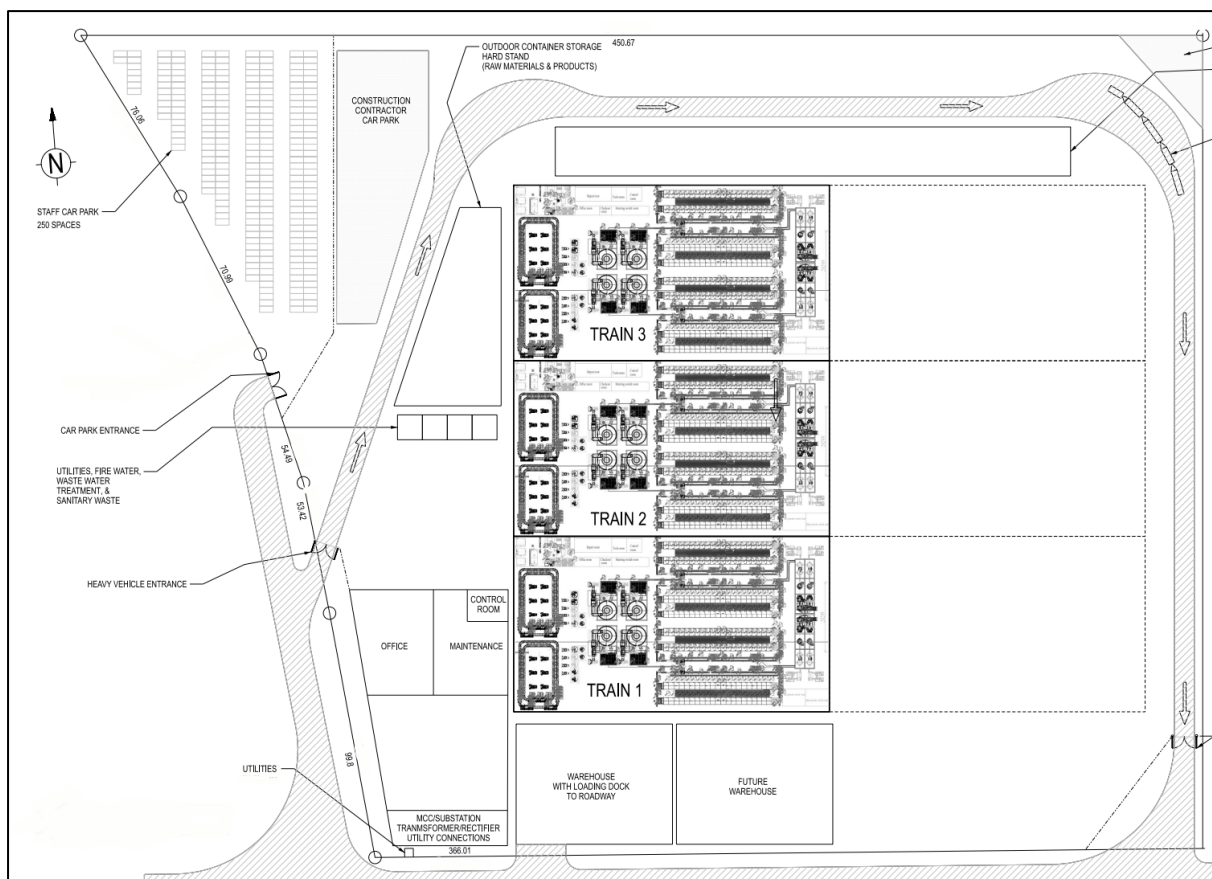 OUTDOOR CONTAINER STORAGE
HARD STAND
(RAW MATERIALS & PRODUCTS)
450.67
CONSTRUCTION
CONTRACTOR
CAR PARK
76.06
N
STAFF CAR PARK
250 SPACES
70.99
TRAIN 3
CAR PARK ENTRANCE
54.49
UTILITIES, FIRE WATER,
WASTE WATER
TREATMENT, &
SANITARY WASTE
53.42
TRAIN 2
HEAVY VEHICLE ENTRANCE
CONTROL
ROOM
OFFICE
MAINTENANCE
TRAIN 1
99.8
UTILITIES
WAREHOUSE
WITH LOADING DOCK
TO ROADWAY
FUTURE
WAREHOUSE
MCC/SUBSTATION
TRANMSFORMER/RECTIFIER
UTILITY CONNECTIONS
366.01